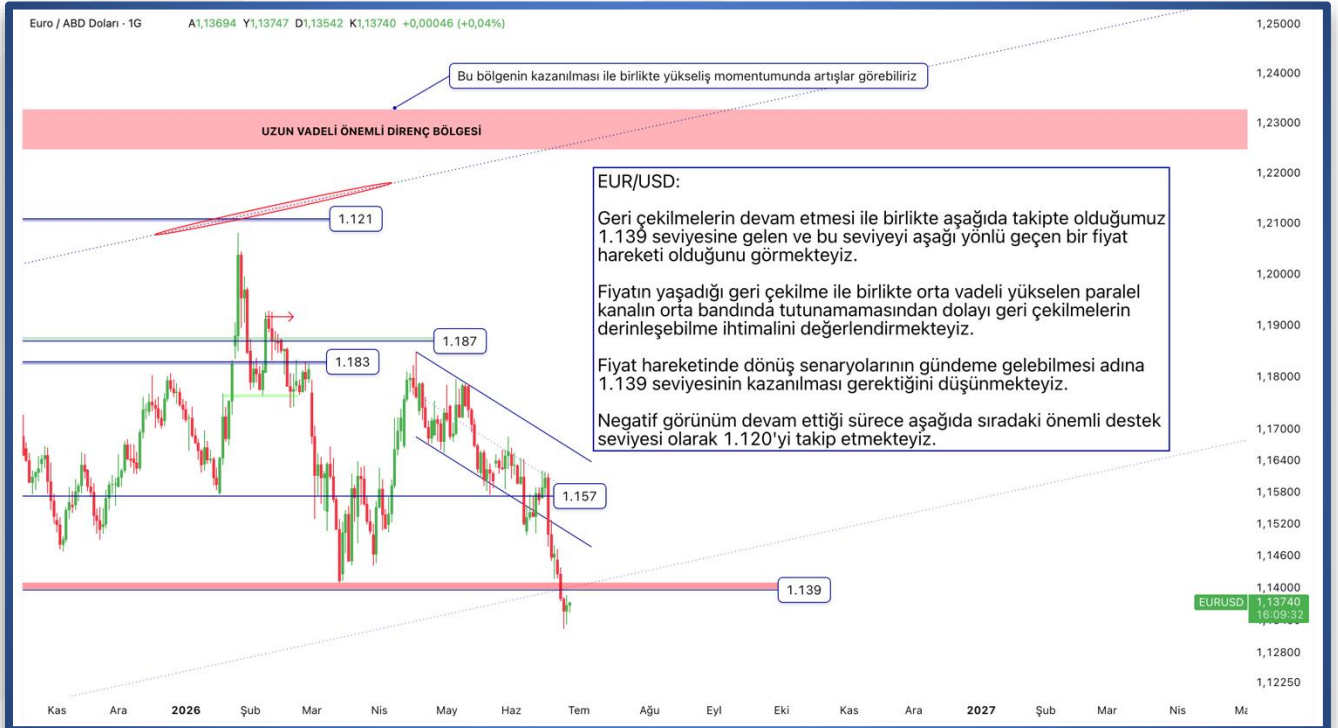 Euro / ABD Doları · 1G A1,13694 Y1,13747 D1,13542 K1,13740 +0,00046 (+0,04%)
1,25000
Bu bölgenin kazanılması ile birlikte yükseliş momentumunda artışlar görebiliriz
1,24000
UZUN VADELİ ÖNEMLİ DİRENÇ BÖLGESİ
1,23000
1,22000
EUR/USD:
Geri çekilmelerin devam etmesi ile birlikte aşağıda takipte olduğumuz
1.139 seviyesine gelen ve bu seviyeyi aşağı yönlü geçen bir fiyat
hareketi olduğunu görmekteyiz.
Fiyatın yaşadığı geri çekilme ile birlikte orta vadeli yükselen paralel
kanalın orta bandında tutunamamasından dolayı geri çekilmelerin
derinleşebilme ihtimalini değerlendirmekteyiz.
Fiyat hareketinde dönüş senaryolarının gündeme gelebilmesi adına
1.139 seviyesinin kazanılması gerektiğini düşünmekteyiz.
Negatif görünüm devam ettiği sürece aşağıda sıradaki önemli destek
seviyesi olarak 1.120'yi takip etmekteyiz.
1.121
1,21000
1,20000
1,19000
1.187
1.183
1,18000
1,17000
1,16400
1.157
1,15800
1,15200
1,14600
1,14000
1.139
EURUSD 1,13740
16:09:32
1,12800
1,12250
Kas Ara 2026 Şub Mar Nis May Haz Tem Ağu Eyl Eki Kas Ara 2027 Şub Mar Nis